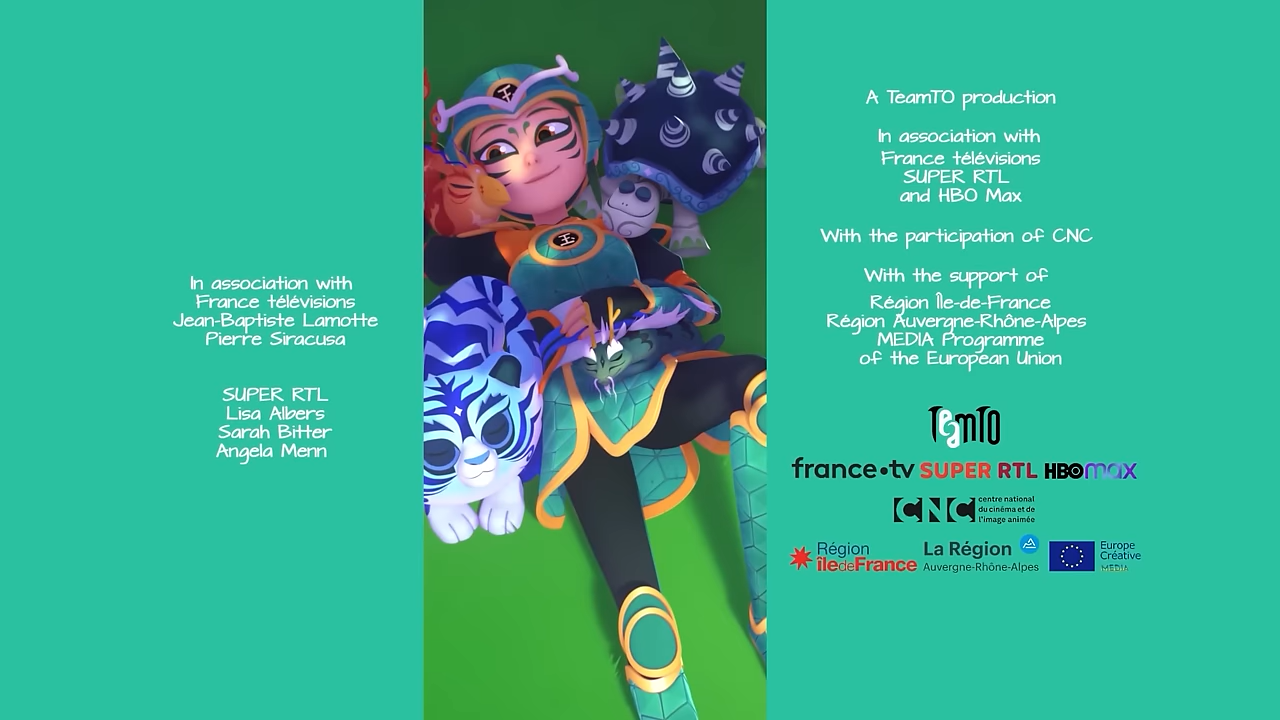 In association with
France télévisions
Jean-Baptiste Lamotte
Pierre Siracusa
SUPER RTL
Lisa Albers
Sarah Bitter
Angela Menn
王
王
A TeamTO production
In association with
France télévisions
SUPER RTL
and HBO Max
With the participation of CNC
With the support of
Région Île-de-France
Région Auvergne-Rhône-Alpes
MEDIA Programme
of the European Union
TeamTO
france•tv SUPER RTL HBOmax
CNC
centre national
du cinéma et de
l'image animée
Région
îledeFrance
La Région
Auvergne-Rhône-Alpes
Europe
Créative
MEDIA